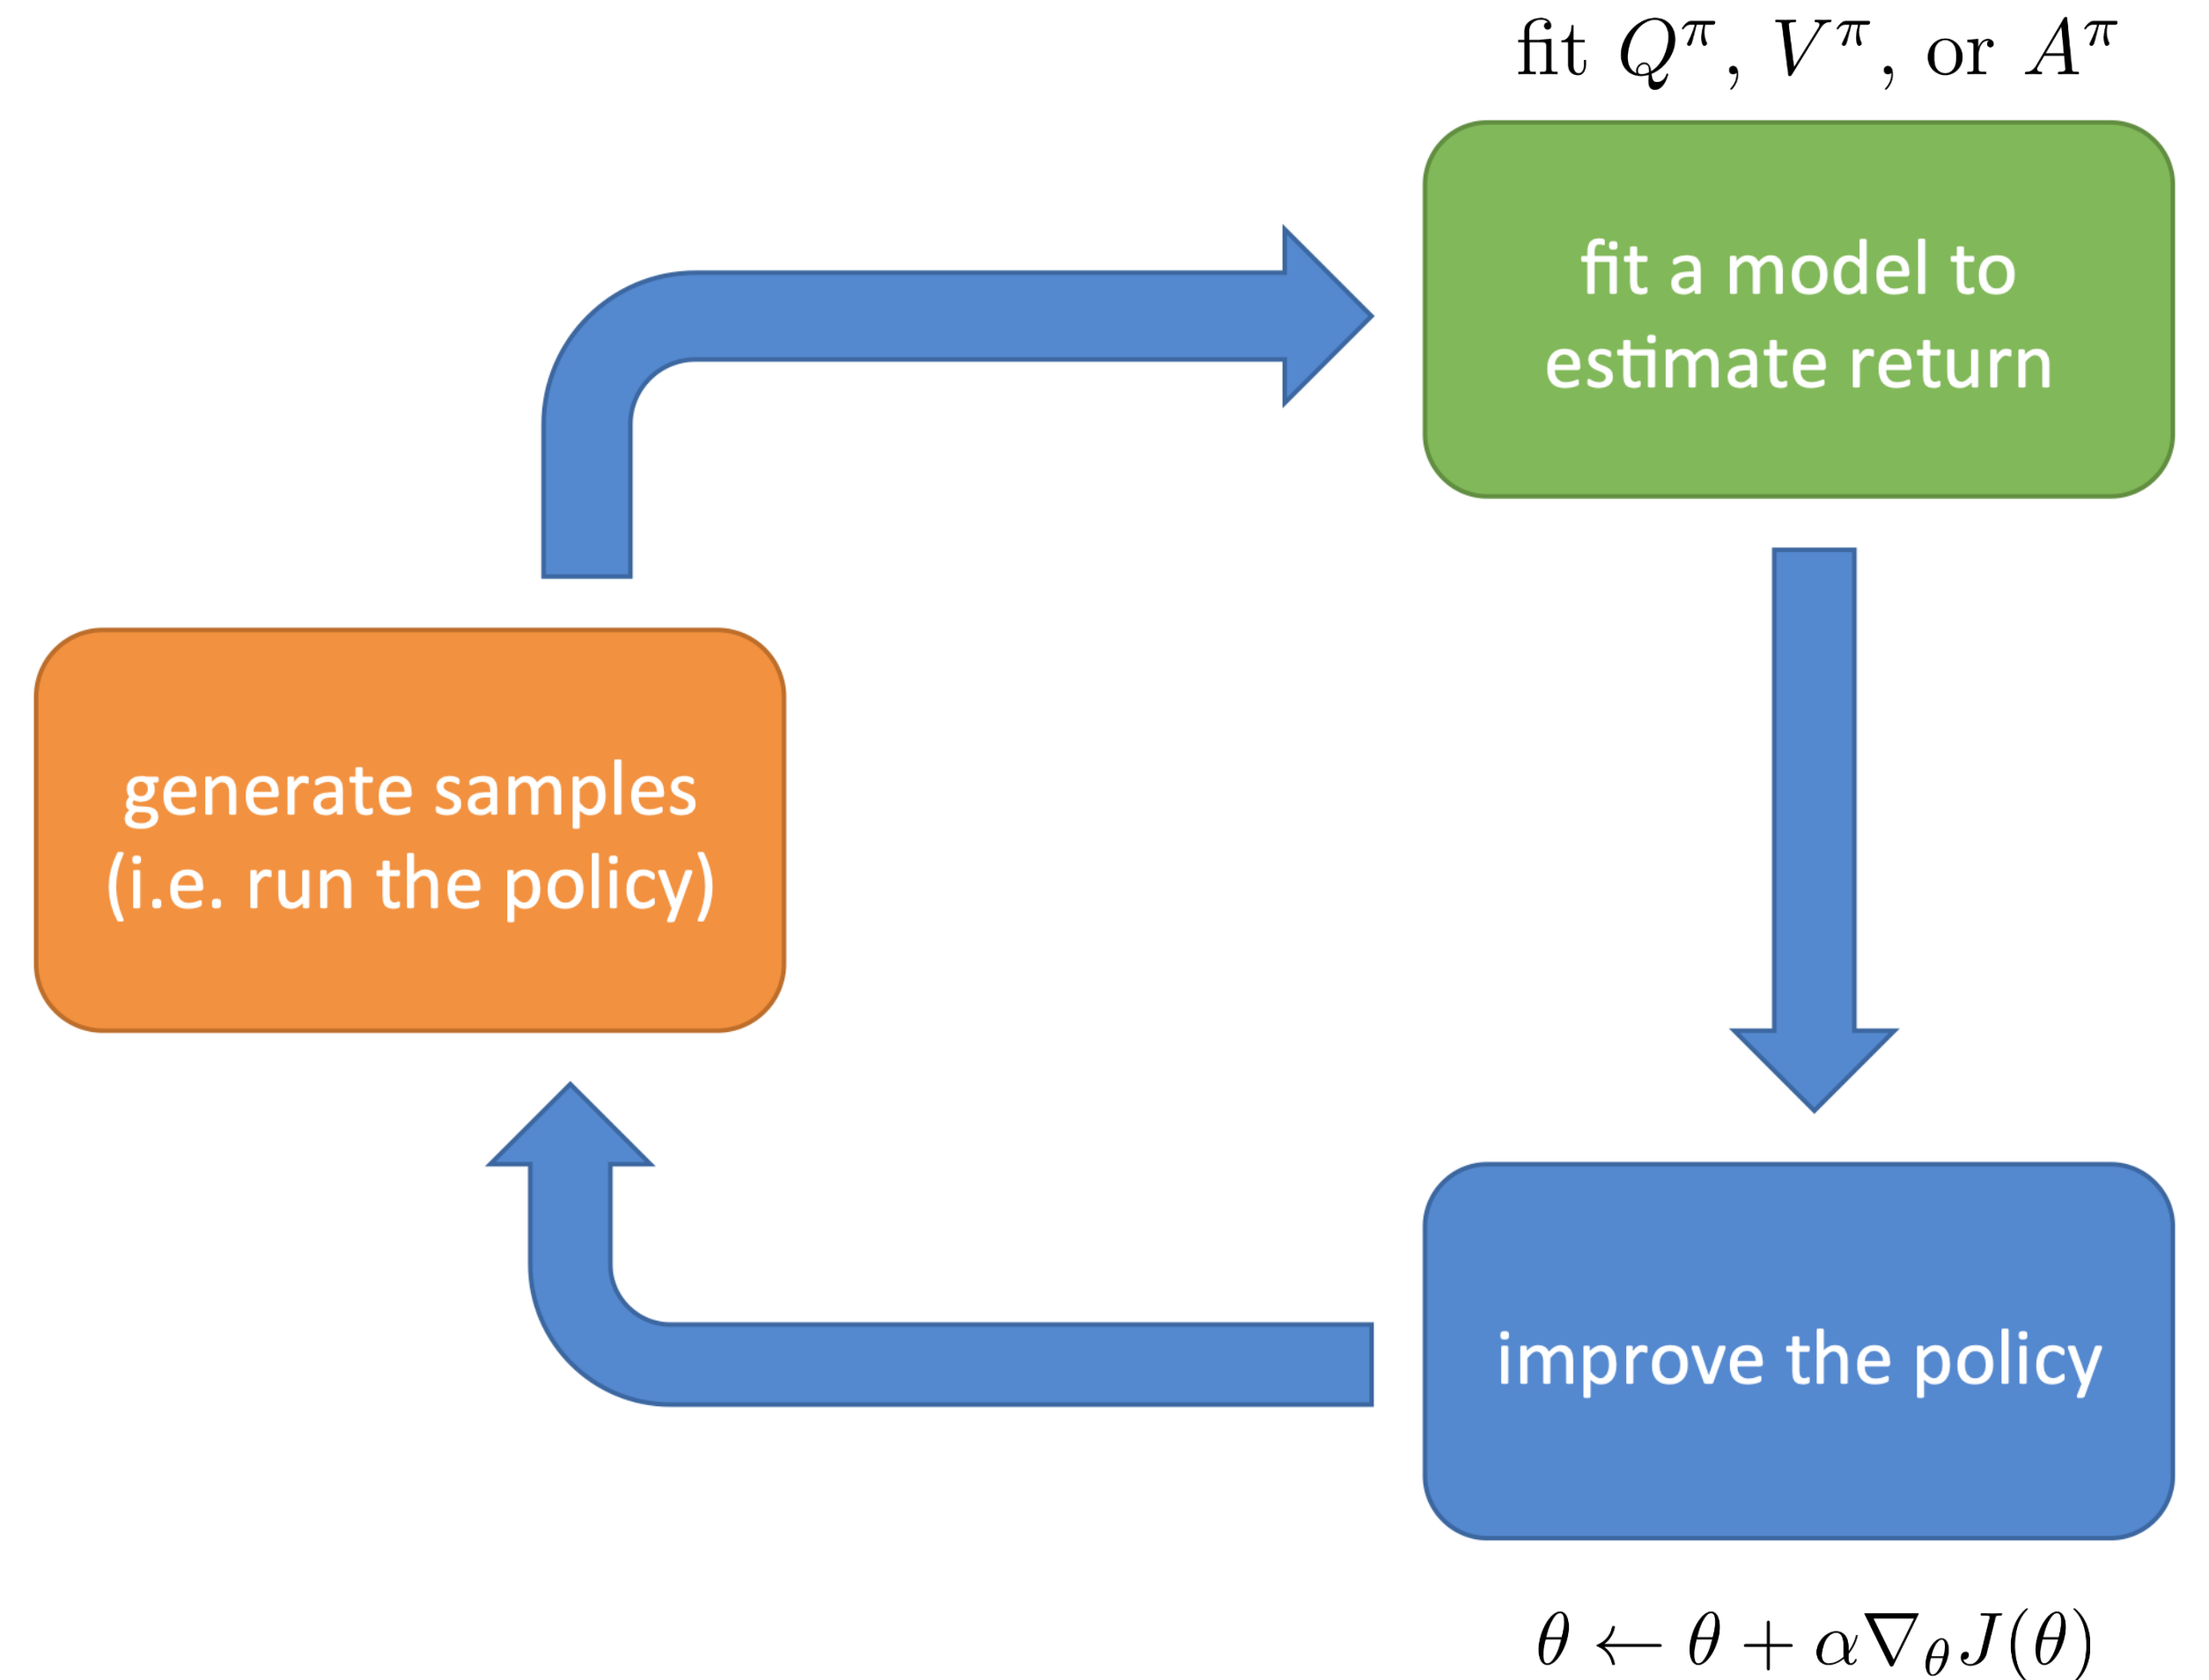 fit Q^π, V^π, or A^π
fit a model to
estimate return
generate samples
(i.e. run the policy)
improve the policy
θ ← θ + α∇_θ J(θ)